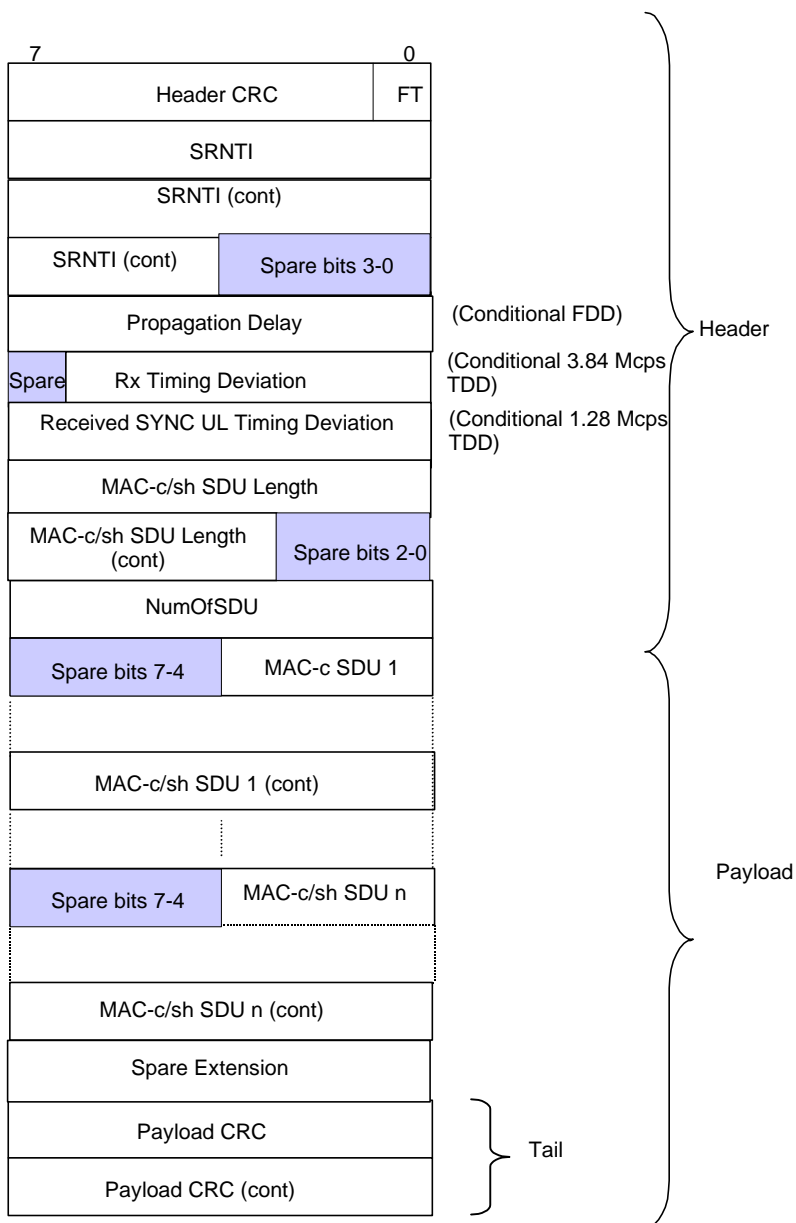 7 0
Header CRC FT
SRNTI
SRNTI (cont)
SRNTI (cont) Spare bits 3-0
Propagation Delay (Conditional FDD)
Header
Spare Rx Timing Deviation (Conditional 3.84 Mcps
TDD)
Received SYNC UL Timing Deviation (Conditional 1.28 Mcps
TDD)
MAC-c/sh SDU Length
MAC-c/sh SDU Length
(cont) Spare bits 2-0
NumOfSDU
Spare bits 7-4 MAC-c SDU 1
MAC-c/sh SDU 1 (cont)
Payload
Spare bits 7-4 MAC-c/sh SDU n
MAC-c/sh SDU n (cont)
Spare Extension
Payload CRC
Tail
Payload CRC (cont)